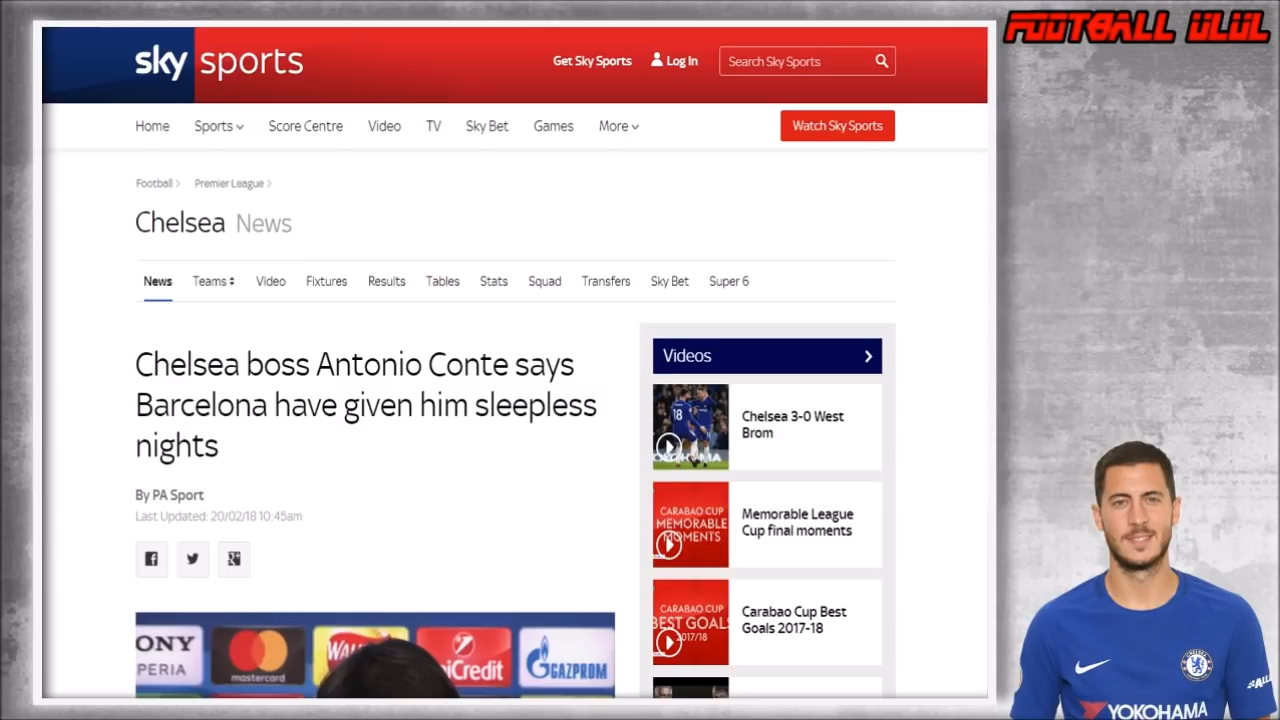 FOOTBALL ULUL
sky sports
Get Sky Sports
Log In
Search Sky Sports
Home
Sports
Score Centre
Video
TV
Sky Bet
Games
More
Watch Sky Sports
Football
Premier League
Chelsea News
News
Teams
Video
Fixtures
Results
Tables
Stats
Squad
Transfers
Sky Bet
Super 6
Chelsea boss Antonio Conte says
Barcelona have given him sleepless
nights
By PA Sport
Last Updated: 20/02/18 10:45am
Videos
Chelsea 3-0 West
Brom
18
CARABAO CUP
MEMORABLE
MOMENTS
Memorable League
Cup final moments
CARABAO CUP
BEST GOALS
2017/18
Carabao Cup Best
Goals 2017-18
mastercard
GAZPROM
YOKOHAMA